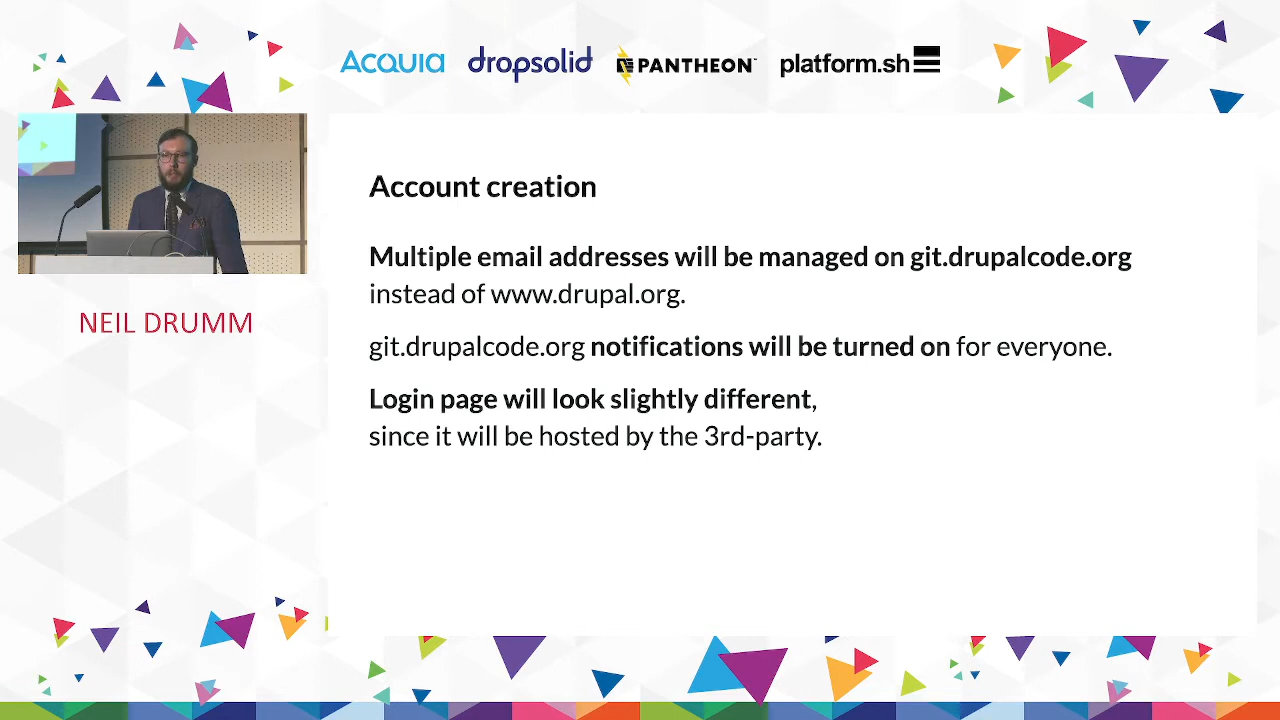 Acquia
dropsolid
PANTHEON
platform.sh
Account creation
Multiple email addresses will be managed on git.drupalcode.org
instead of www.drupal.org.
git.drupalcode.org notifications will be turned on for everyone.
Login page will look slightly different,
since it will be hosted by the 3rd-party.
NEIL DRUMM